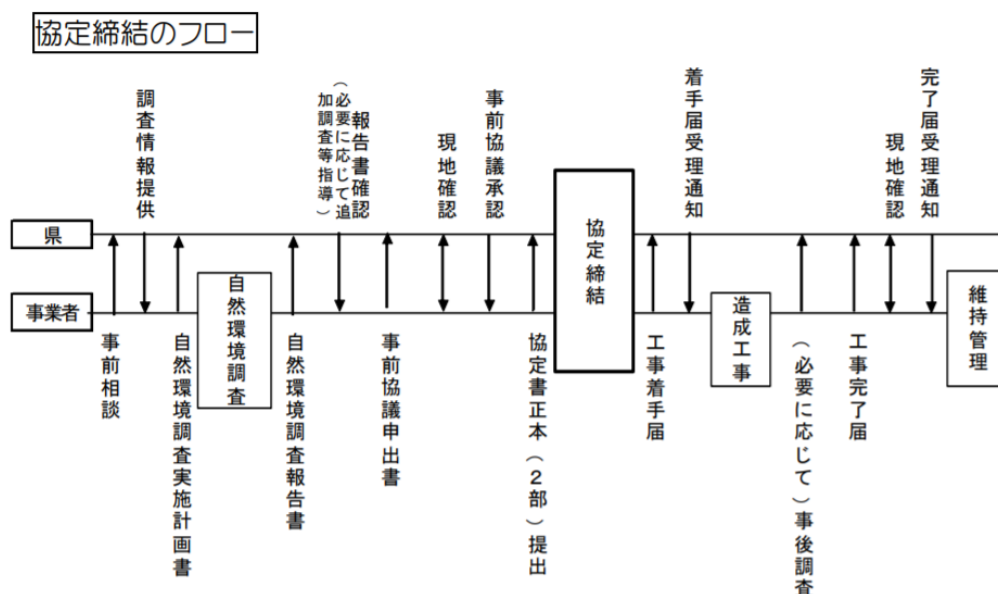 協定締結のフロー
調査情報提供
報告書確認
（必要に応じて追
加調査等指導）
現地確認
事前協議承認
着手届受理通知
現地確認
完了届受理通知
県
事業者
自然環境調査
協定締結
造成工事
維持管理
事前相談
自然環境調査実施計画書
自然環境調査報告書
事前協議申出書
協定書正本（２部）提出
工事着手届
（必要に応じて）事後調査
工事完了届